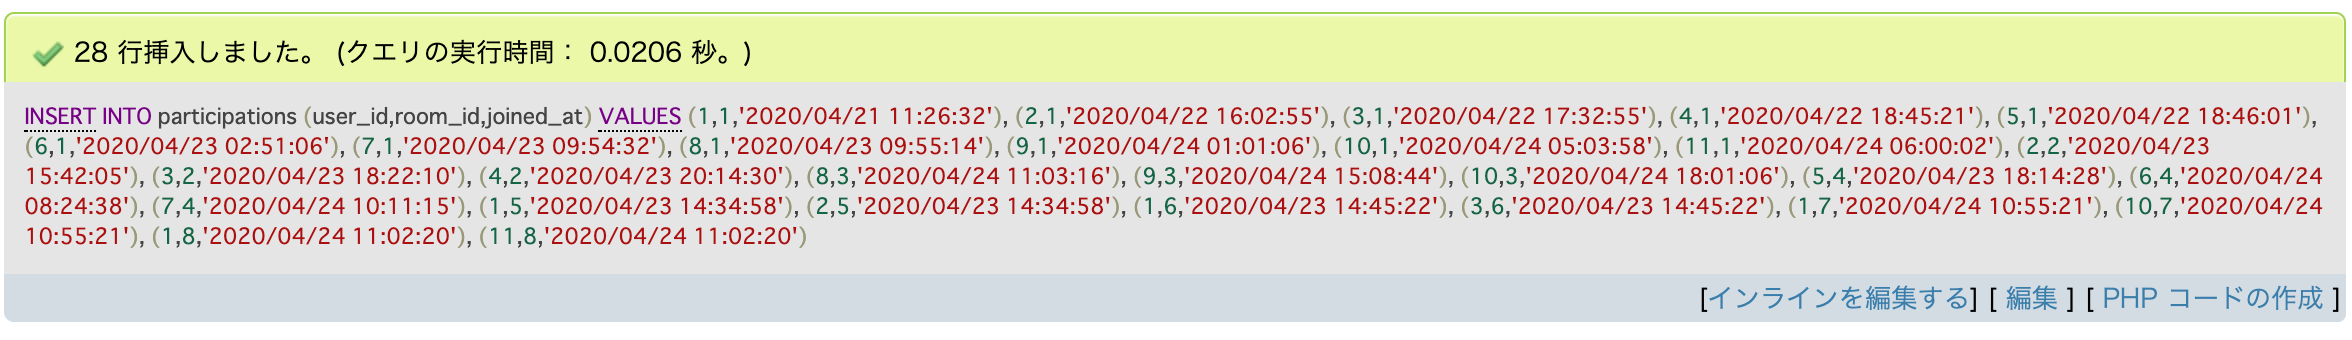 28 行挿入しました。 (クエリの実行時間： 0.0206 秒。)
INSERT INTO participations (user_id,room_id,joined_at) VALUES (1,1,'2020/04/21 11:26:32'), (2,1,'2020/04/22 16:02:55'), (3,1,'2020/04/22 17:32:55'), (4,1,'2020/04/22 18:45:21'), (5,1,'2020/04/22 18:46:01'),
(6,1,'2020/04/23 02:51:06'), (7,1,'2020/04/23 09:54:32'), (8,1,'2020/04/23 09:55:14'), (9,1,'2020/04/24 01:01:06'), (10,1,'2020/04/24 05:03:58'), (11,1,'2020/04/24 06:00:02'), (2,2,'2020/04/23
15:42:05'), (3,2,'2020/04/23 18:22:10'), (4,2,'2020/04/23 20:14:30'), (8,3,'2020/04/24 11:03:16'), (9,3,'2020/04/24 15:08:44'), (10,3,'2020/04/24 18:01:06'), (5,4,'2020/04/23 18:14:28'), (6,4,'2020/04/24
08:24:38'), (7,4,'2020/04/24 10:11:15'), (1,5,'2020/04/23 14:34:58'), (2,5,'2020/04/23 14:34:58'), (1,6,'2020/04/23 14:45:22'), (3,6,'2020/04/23 14:45:22'), (1,7,'2020/04/24 10:55:21'), (10,7,'2020/04/24
10:55:21'), (1,8,'2020/04/24 11:02:20'), (11,8,'2020/04/24 11:02:20')
[インラインを編集する] [ 編集 ] [ PHP コードの作成 ]